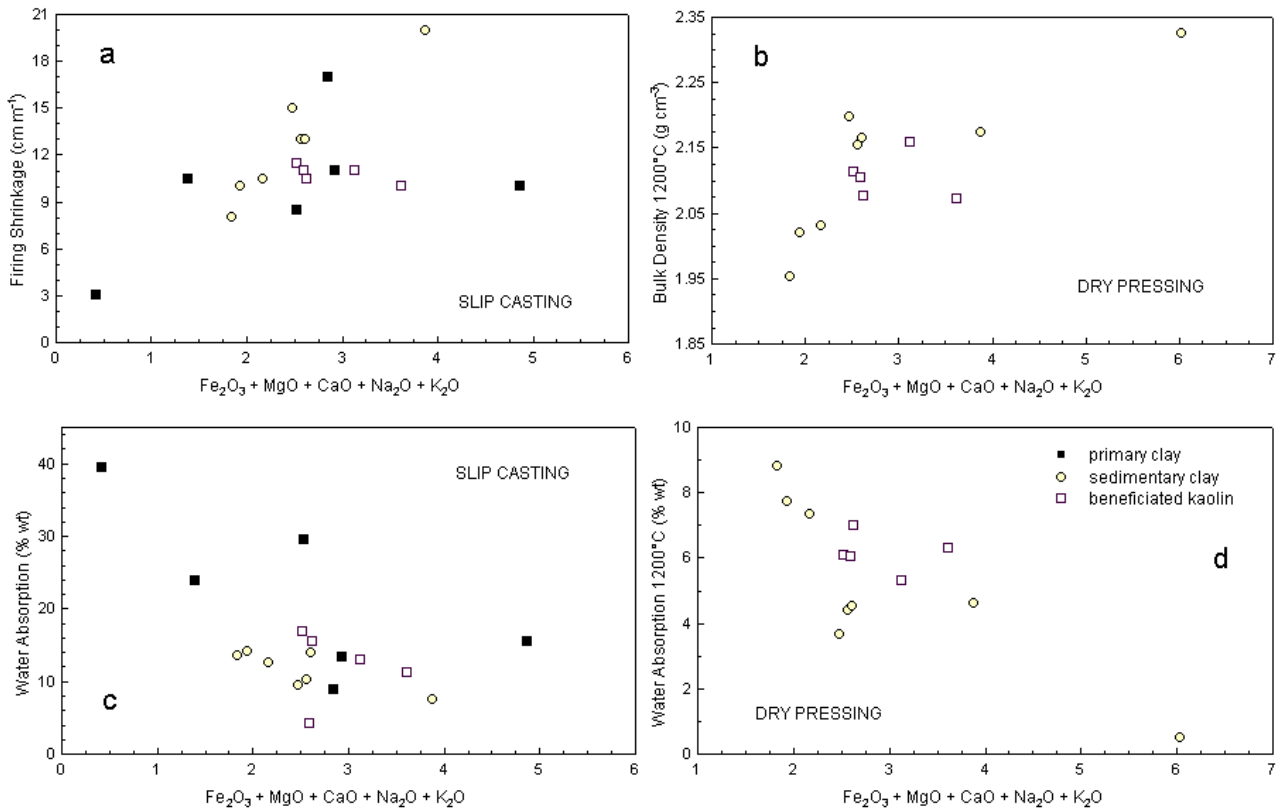 a
21
18
15
12
9
6
3
0
Firing Shrinkage (cm m⁻¹)
SLIP CASTING
0 1 2 3 4 5 6
Fe₂O₃ + MgO + CaO + Na₂O + K₂O
b
2.35
2.25
2.15
2.05
1.95
1.85
Bulk Density 1200°C (g cm⁻³)
DRY PRESSING
1 2 3 4 5 6 7
Fe₂O₃ + MgO + CaO + Na₂O + K₂O
c
40
30
20
10
0
Water Absorption (% wt)
SLIP CASTING
0 1 2 3 4 5 6
Fe₂O₃ + MgO + CaO + Na₂O + K₂O
10
8
6
4
2
0
Water Absorption 1200°C (% wt)
primary clay
sedimentary clay
beneficiated kaolin
d
DRY PRESSING
1 2 3 4 5 6 7
Fe₂O₃ + MgO + CaO + Na₂O + K₂O